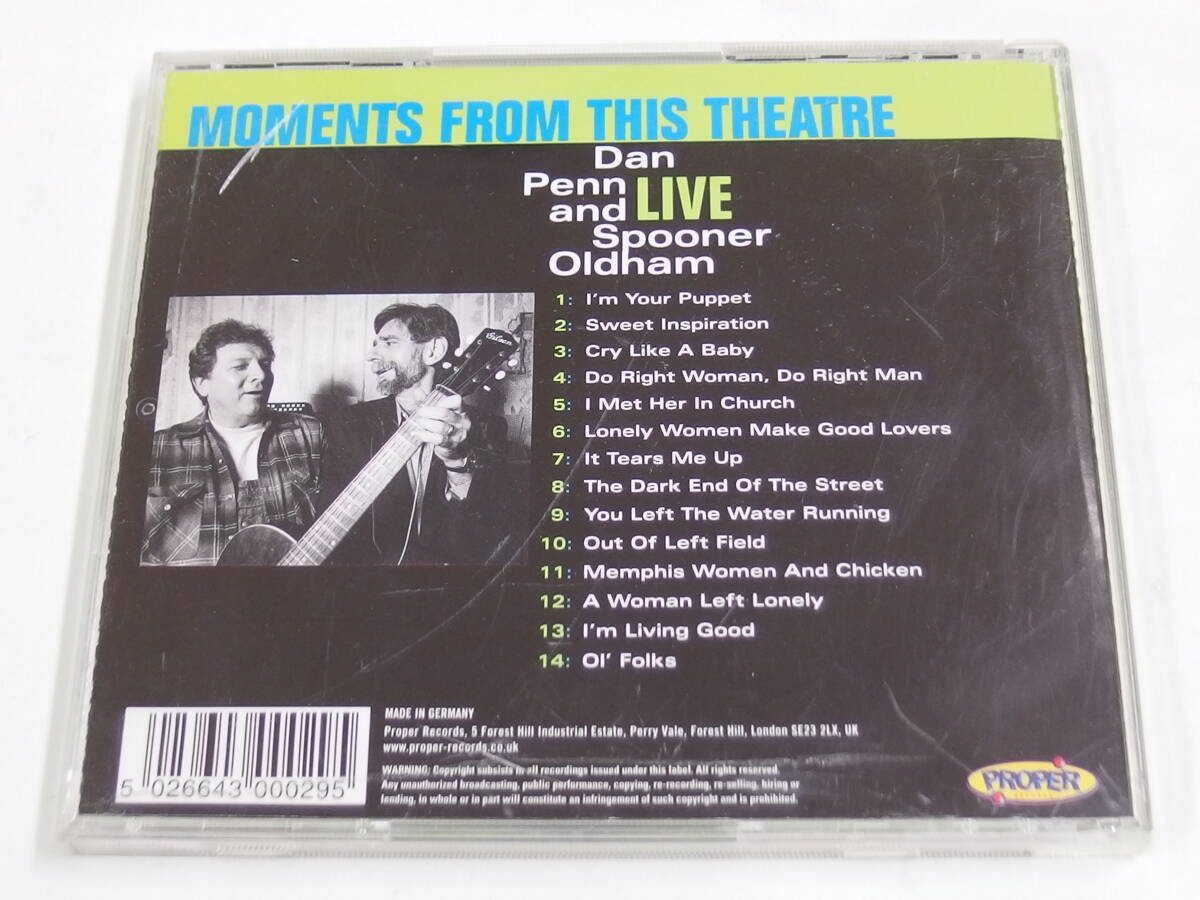 MOMENTS FROM THIS THEATRE
Dan
Penn
and LIVE
Spooner
Oldham
1: I'm Your Puppet
2: Sweet Inspiration
3: Cry Like A Baby
4: Do Right Woman, Do Right Man
5: I Met Her In Church
6: Lonely Women Make Good Lovers
7: It Tears Me Up
8: The Dark End Of The Street
9: You Left The Water Running
10: Out Of Left Field
11: Memphis Women And Chicken
12: A Woman Left Lonely
13: I'm Living Good
14: Ol' Folks
Gibson
MADE IN GERMANY
Proper Records, 5 Forest Hill Industrial Estate, Perry Vale, Forest Hill, London SE23 2LX, UK
www.proper-records.co.uk
WARNING: Copyright subsists in all recordings issued under this label. All rights reserved.
Any unauthorized broadcasting, public performance, copying, re-recording, re-selling, hiring or
lending, in whole or in part will constitute an infringement of such copyright and is prohibited.
5 026643 000295
PROPER
RECORDS